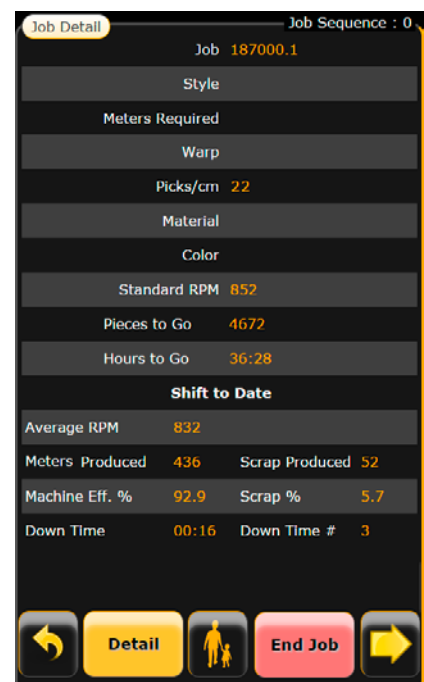 Job Detail Job Sequence : 0
Job 187000.1
Style
Meters Required
Warp
Picks/cm 22
Material
Color
Standard RPM 852
Pieces to Go 4672
Hours to Go 36:28
Shift to Date
Average RPM 832
Meters Produced 436 Scrap Produced 52
Machine Eff. % 92.9 Scrap % 5.7
Down Time 00:16 Down Time # 3
Detail End Job